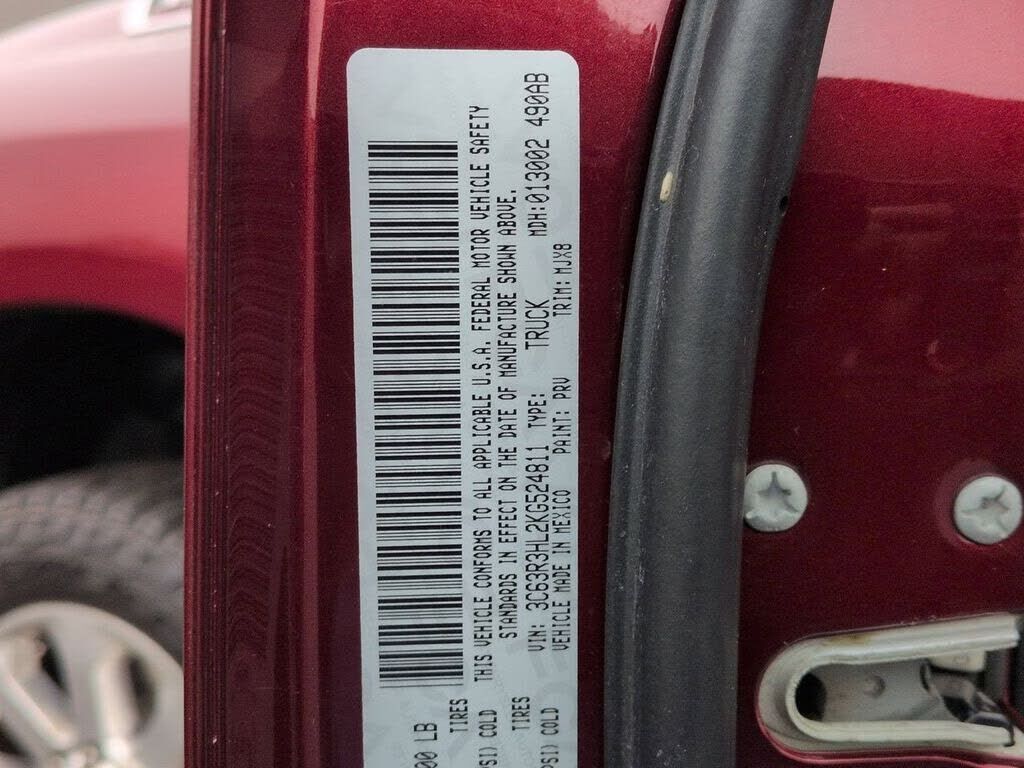 00 LB
TIRES
PSI) COLD
TIRES
PSI) COLD
THIS VEHICLE CONFORMS TO ALL APPLICABLE U.S.A. FEDERAL MOTOR VEHICLE SAFETY
STANDARDS IN EFFECT ON THE DATE OF MANUFACTURE SHOWN ABOVE.
VIN: 3C63R3HL2KG524811 TYPE: TRUCK MDH:013002 490AB
VEHICLE MADE IN MEXICO PAINT: PRV TRIM: MJX8